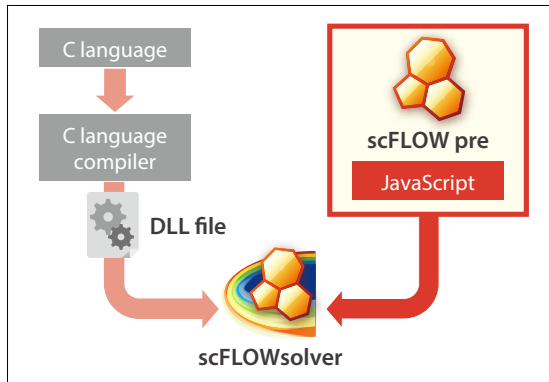 C language
C language
compiler
DLL file
scFLOW pre
JavaScript
scFLOWsolver